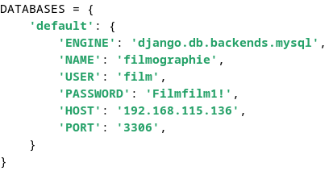 DATABASES = {
    'default': {
        'ENGINE': 'django.db.backends.mysql',
        'NAME': 'filmographie',
        'USER': 'film',
        'PASSWORD': 'Filmfilm1!',
        'HOST': '192.168.115.136',
        'PORT': '3306',
    }
}